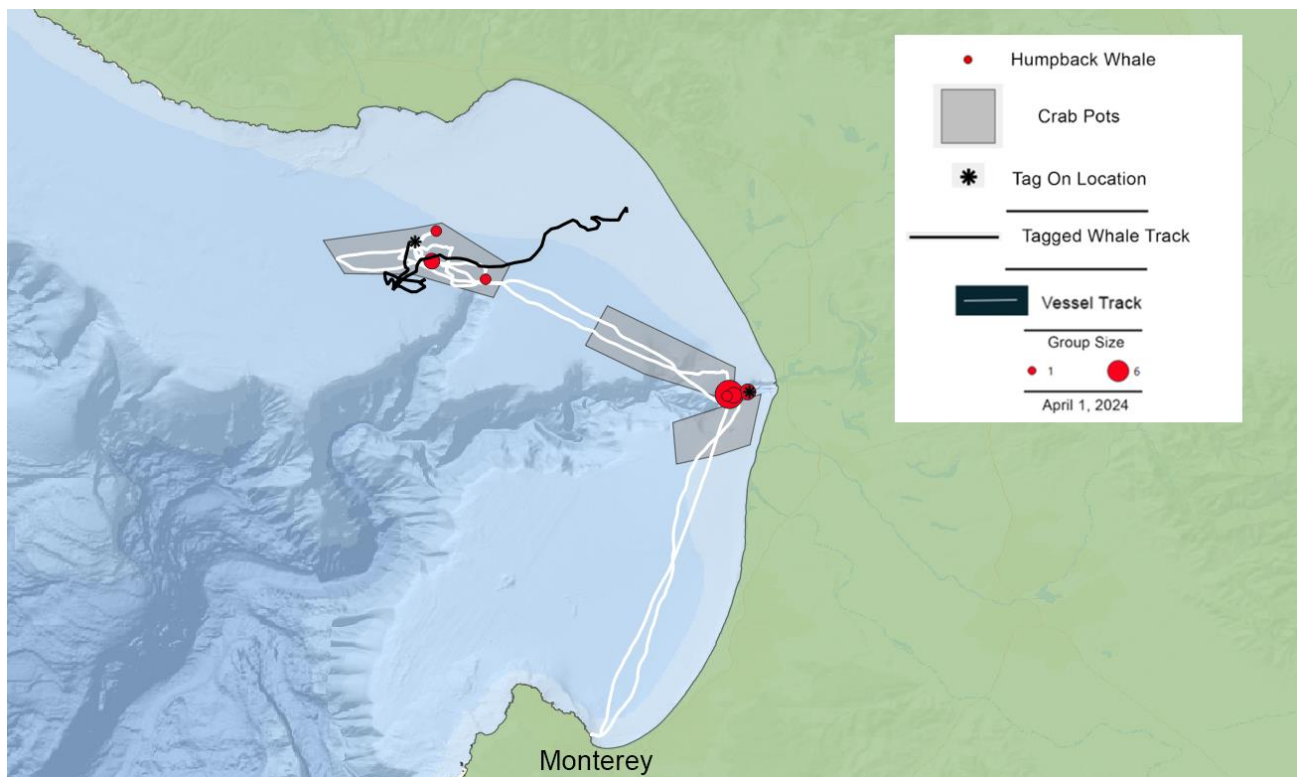 Humpback Whale
Crab Pots
Tag On Location
Tagged Whale Track
Vessel Track
Group Size
1 6
April 1, 2024
Monterey